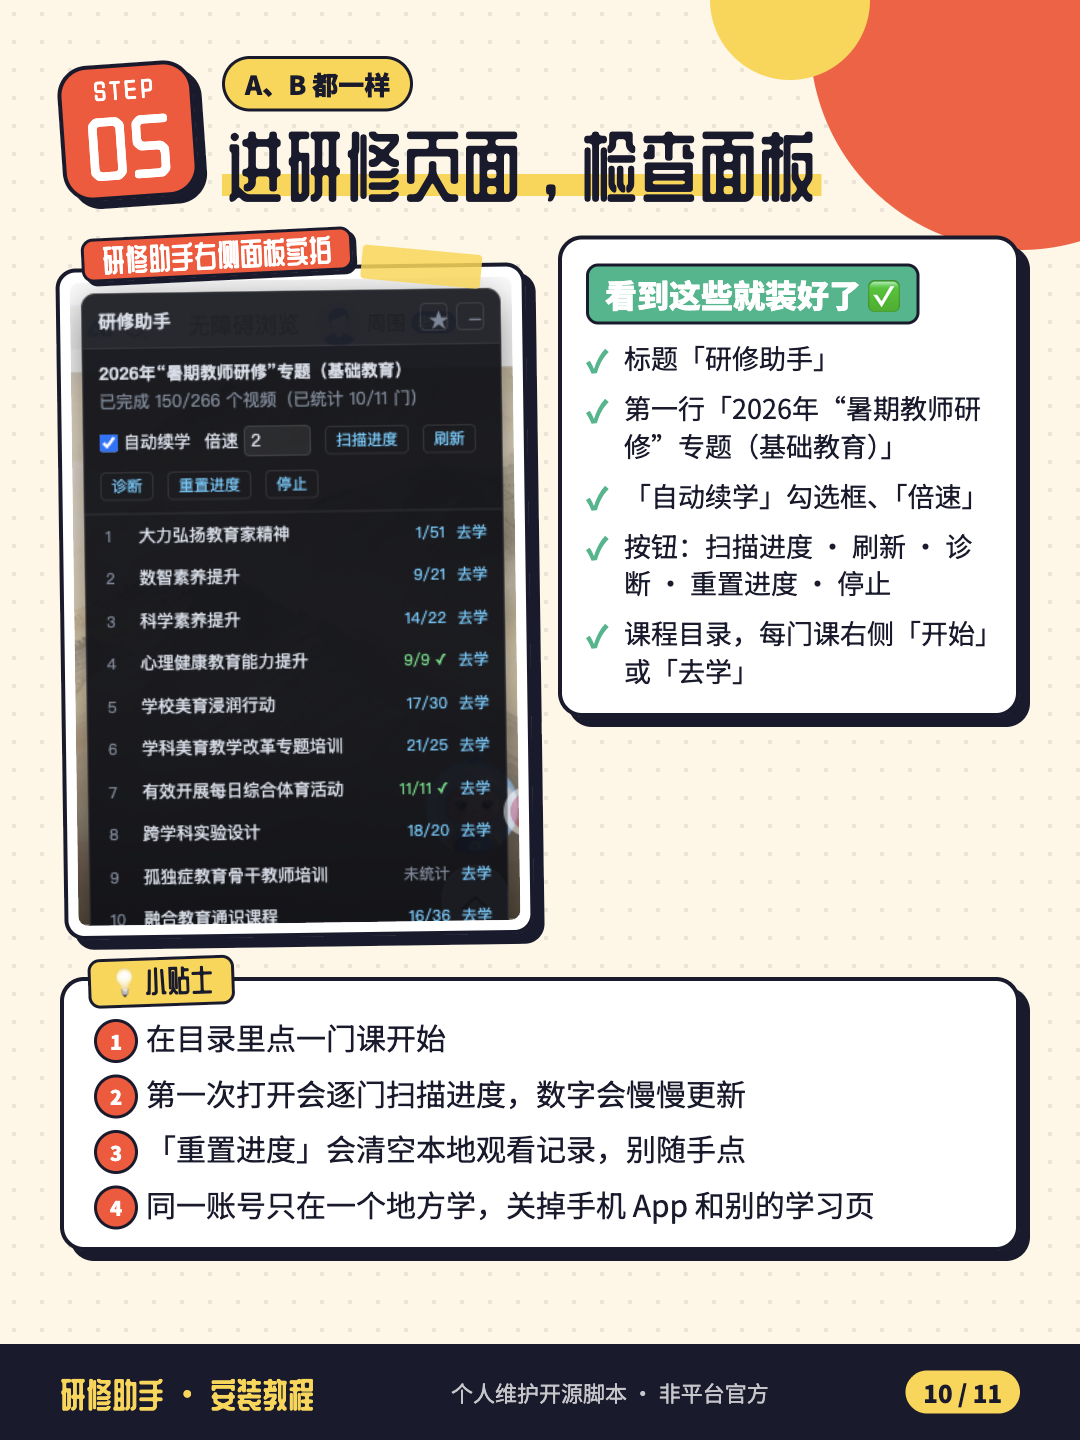 STEP
05
A、B 都一样
进研修页面，检查面板
研修助手右侧面板实拍
研修助手
无障碍浏览
周围
2026年“暑期教师研修”专题（基础教育）
已完成 150/266 个视频（已统计 10/11 门）
自动续学 倍速 2 扫描进度 刷新
诊断 重置进度 停止
1 大力弘扬教育家精神 1/51 去学
2 数智素养提升 9/21 去学
3 科学素养提升 14/22 去学
4 心理健康教育能力提升 9/9 ✓ 去学
5 学校美育浸润行动 17/30 去学
6 学科美育教学改革专题培训 21/25 去学
7 有效开展每日综合体育活动 11/11 ✓ 去学
8 跨学科实验设计 18/20 去学
9 孤独症教育骨干教师培训 未统计 去学
10 融合教育通识课程 16/36 去学
看到这些就装好了 ✅
✓ 标题「研修助手」
✓ 第一行「2026年“暑期教师研
修”专题（基础教育）」
✓ 「自动续学」勾选框、「倍速」
✓ 按钮：扫描进度 · 刷新 · 诊
断 · 重置进度 · 停止
✓ 课程目录，每门课右侧「开始」
或「去学」
💡 小贴士
1 在目录里点一门课开始
2 第一次打开会逐门扫描进度，数字会慢慢更新
3 「重置进度」会清空本地观看记录，别随手点
4 同一账号只在一个地方学，关掉手机 App 和别的学习页
研修助手 · 安装教程
个人维护开源脚本 · 非平台官方
10 / 11